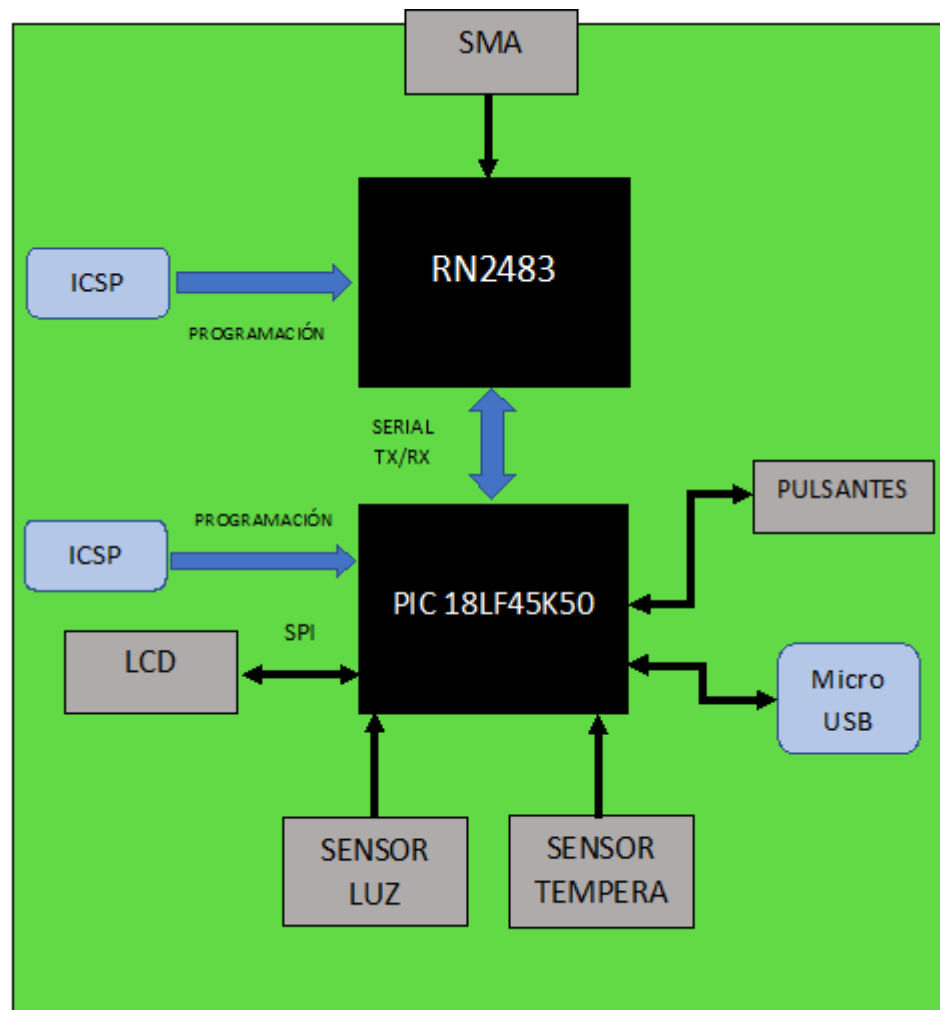 SMA
RN2483
ICSP
PROGRAMACIÓN
SERIAL
TX/RX
PULSANTES
PROGRAMACIÓN
ICSP
PIC 18LF45K50
SPI
LCD
Micro
USB
SENSOR
LUZ
SENSOR
TEMPERA